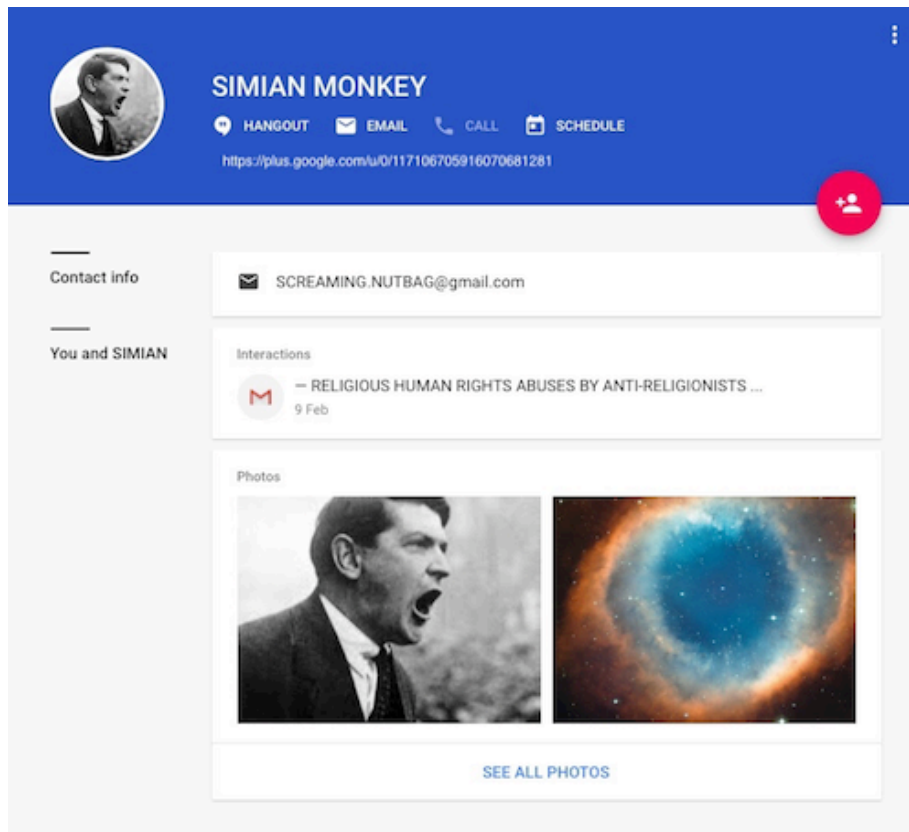 SIMIAN MONKEY
HANGOUT EMAIL CALL SCHEDULE
https://plus.google.com/u/0/117106705916070681281
Contact info
SCREAMING.NUTBAG@gmail.com
You and SIMIAN
Interactions
— RELIGIOUS HUMAN RIGHTS ABUSES BY ANTI-RELIGIONISTS ...
9 Feb
Photos
SEE ALL PHOTOS